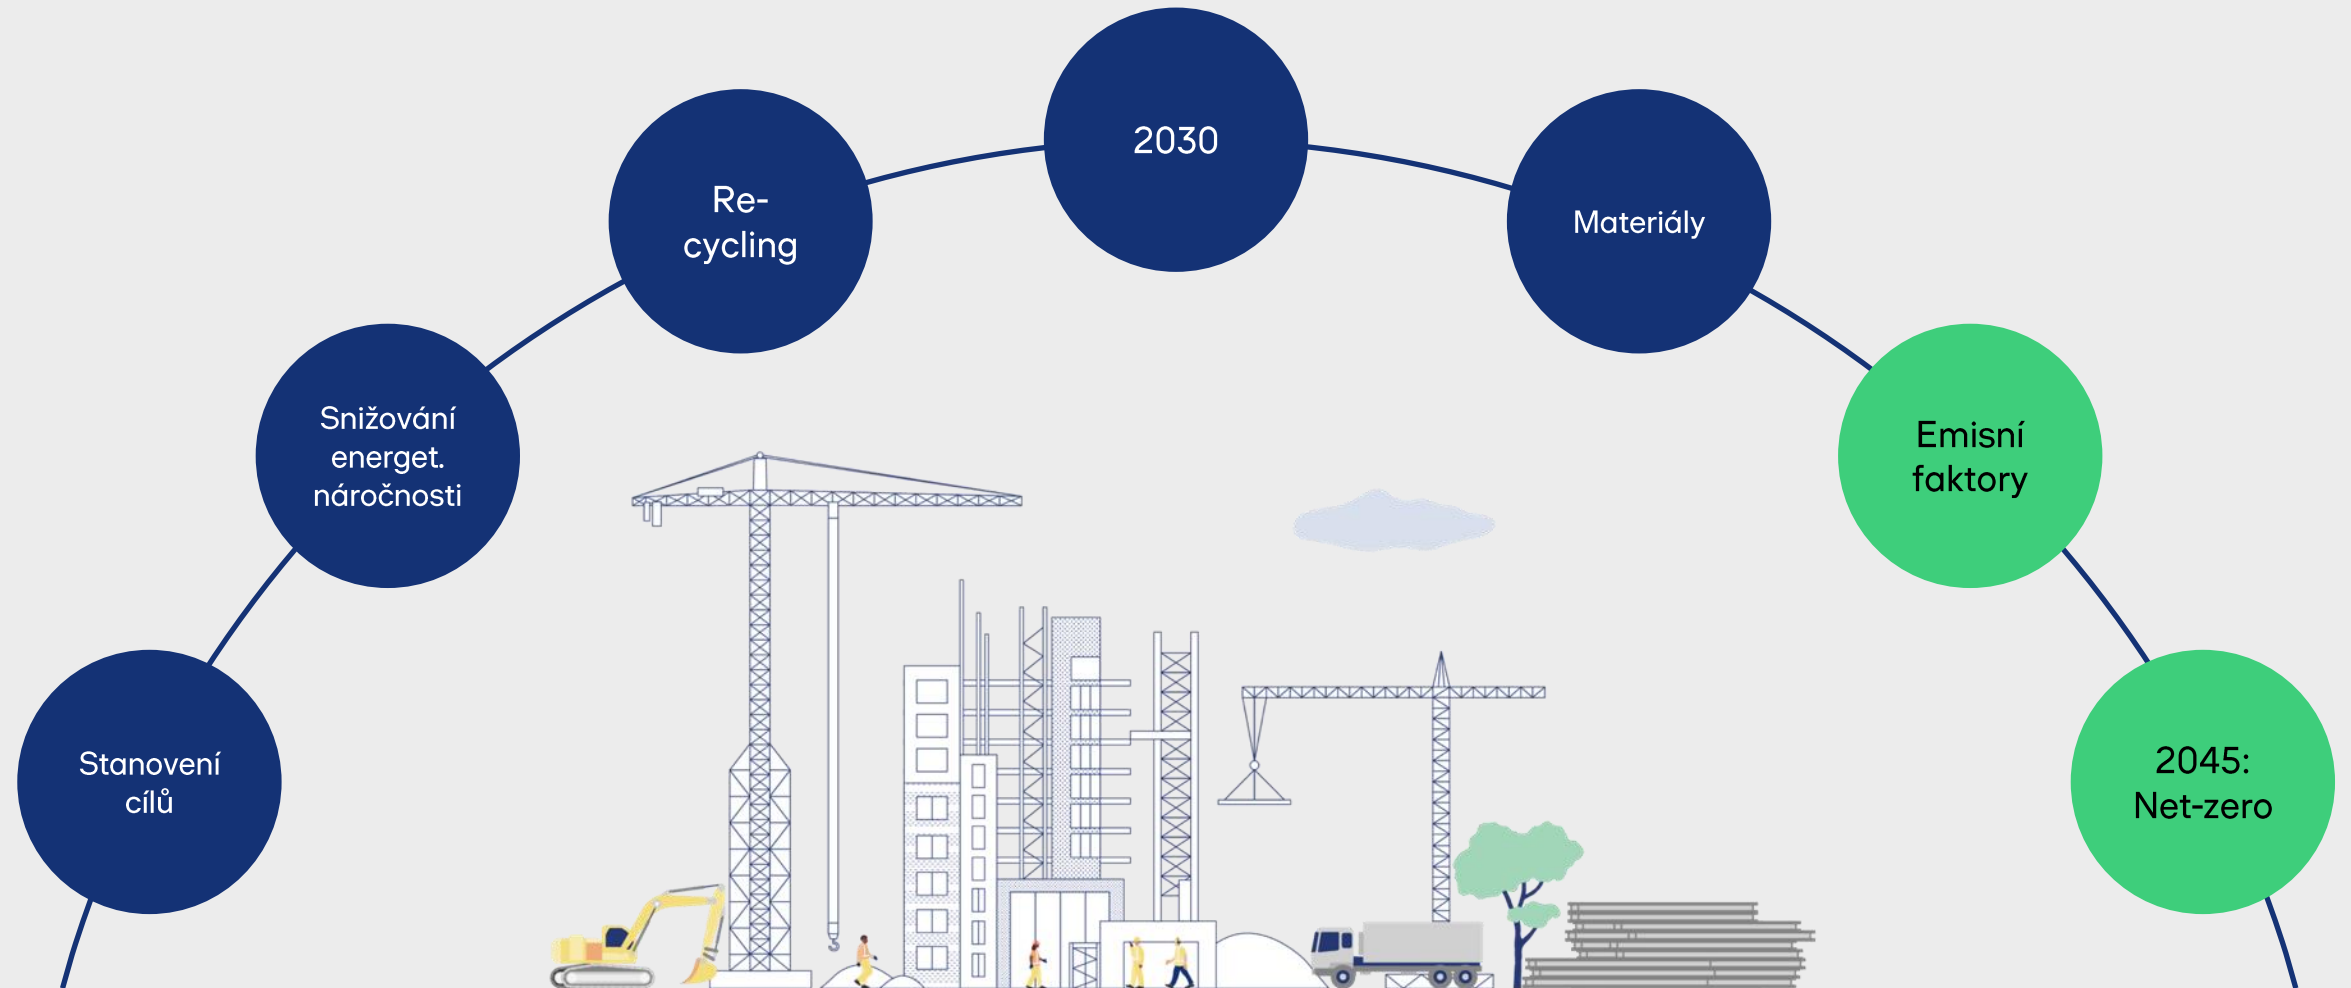 Stanovení
cílů
Snižování
energet.
náročnosti
Re-
cycling
2030
Materiály
Emisní
faktory
2045:
Net-zero